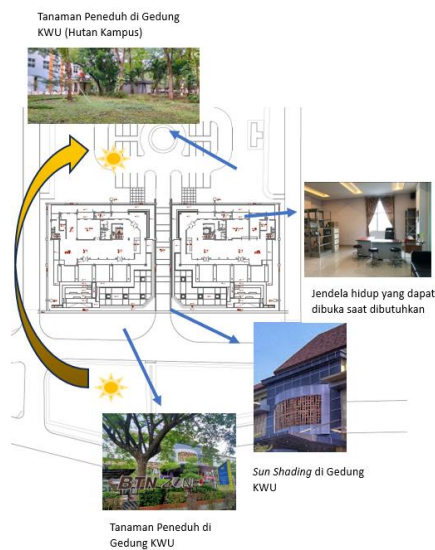 Tanaman Peneduh di Gedung
KWU (Hutan Kampus)
Jendela hidup yang dapat
dibuka saat dibutuhkan
Sun Shading di Gedung
KWU
BTN
Tanaman Peneduh di
Gedung KWU